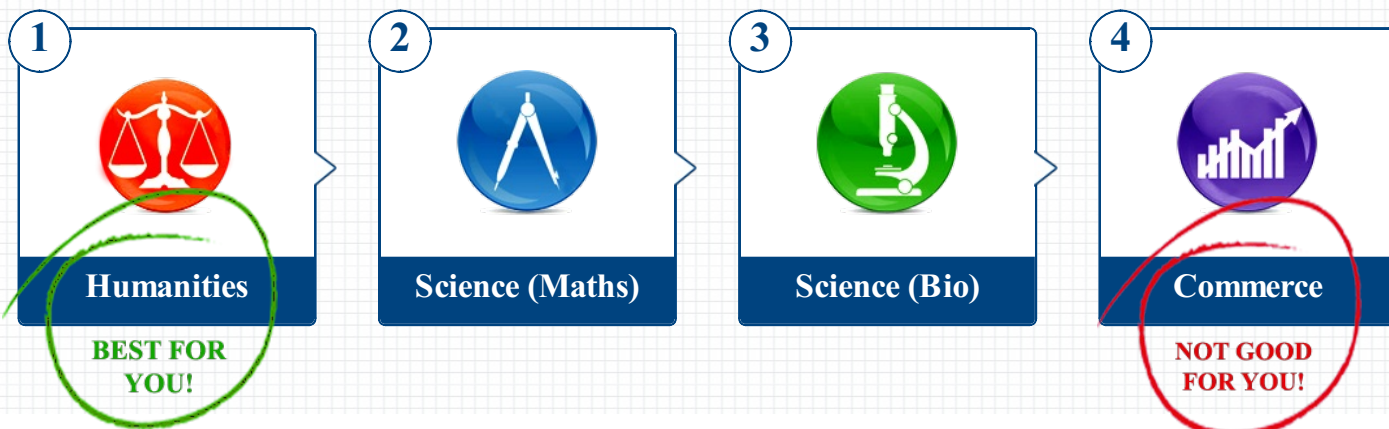 1
2
3
4
Humanities
Science (Maths)
Science (Bio)
Commerce
BEST FOR
YOU!
NOT GOOD
FOR YOU!